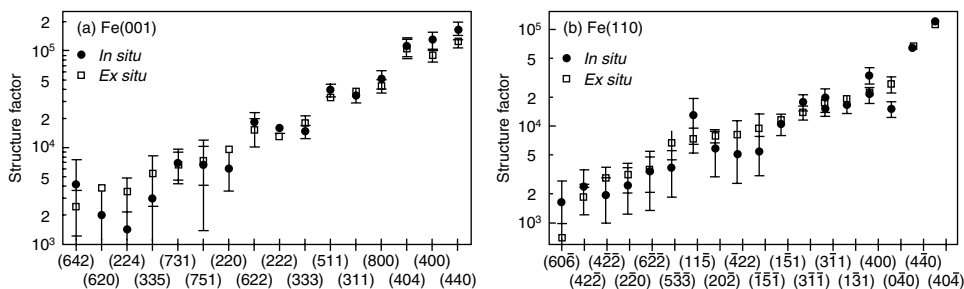 (a) Fe(001)
● In situ
□ Ex situ
Structure factor
2
10⁵
5
2
10⁴
5
2
10³
(642) (224) (731) (220) (222) (511) (800) (400)
(620) (335) (751) (622) (333) (311) (404) (440)
(b) Fe(110)
● In situ
□ Ex situ
Structure factor
10⁵
5
2
10⁴
5
2
10³
(606̄) (42̄2̄) (62̄2̄) (115̄) (4̄22) (1̄51) (3̄1̄1) (400) (44̄0)
(422̄) (22̄0) (53̄3̄) (202̄) (1̄51̄) (31̄1̄) (1̄31) (04̄0) (404̄)